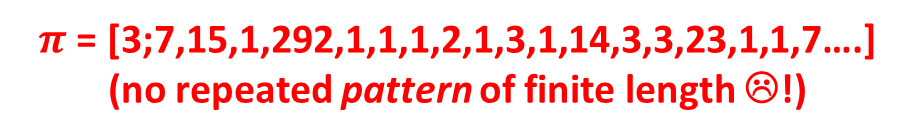 π = [3;7,15,1,292,1,1,1,2,1,3,1,14,3,3,23,1,1,7….]
(no repeated pattern of finite length ☹!)